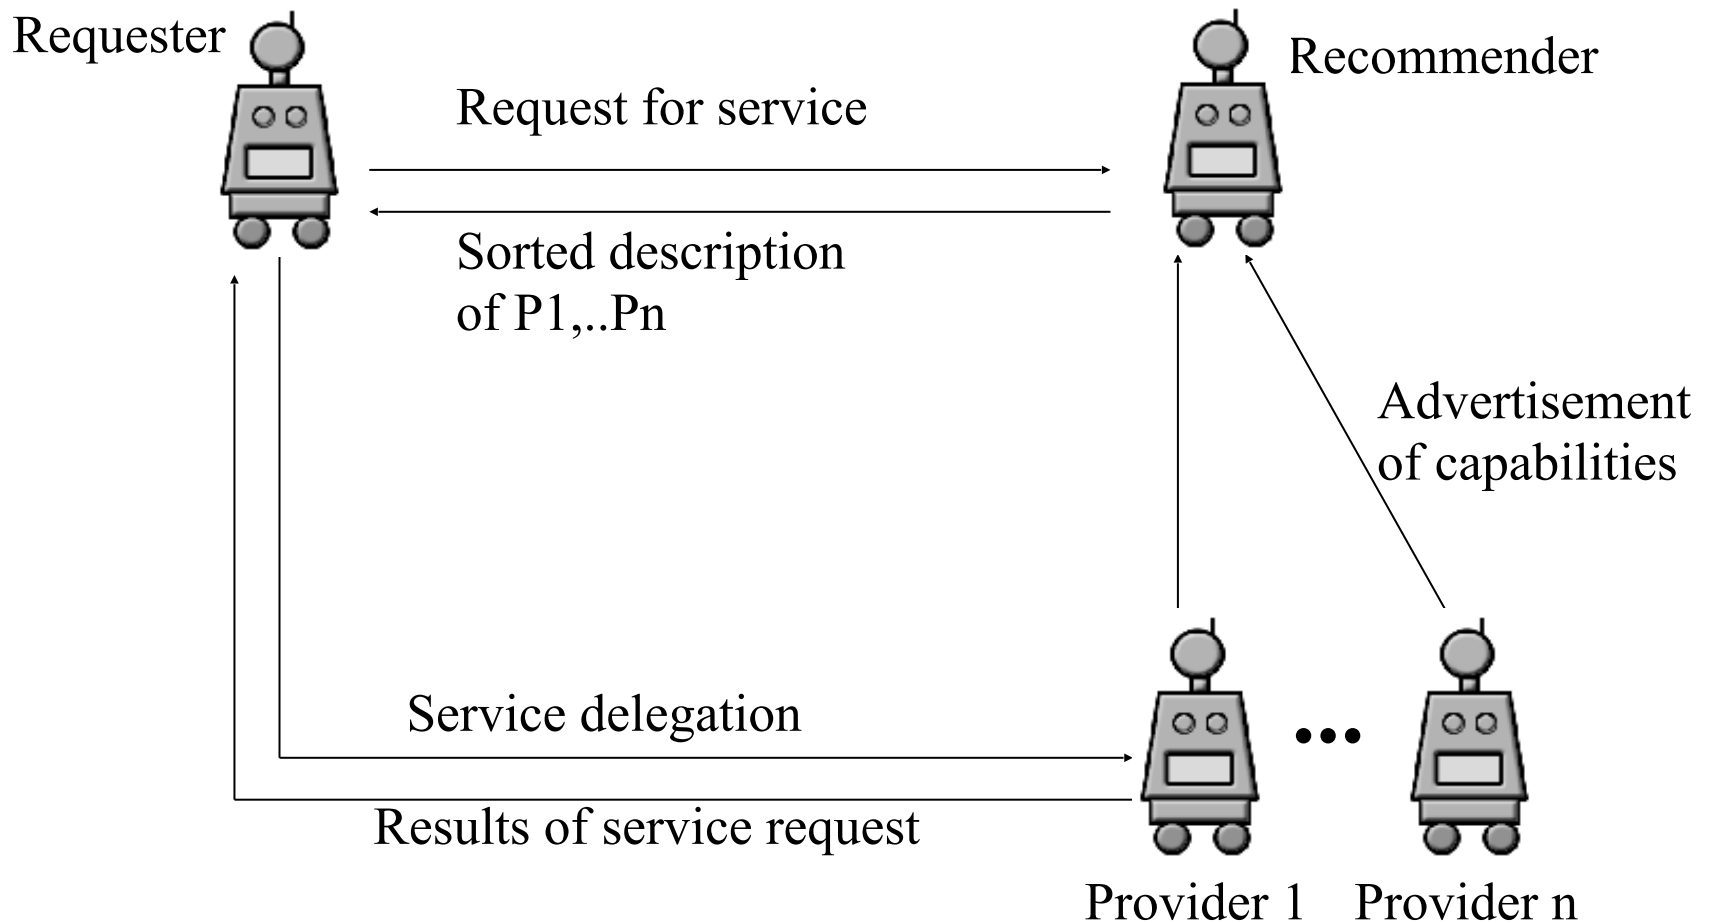 Requester
Recommender
Request for service
Sorted description
of P1,..Pn
Advertisement
of capabilities
Service delegation
...
Results of service request
Provider 1
Provider n